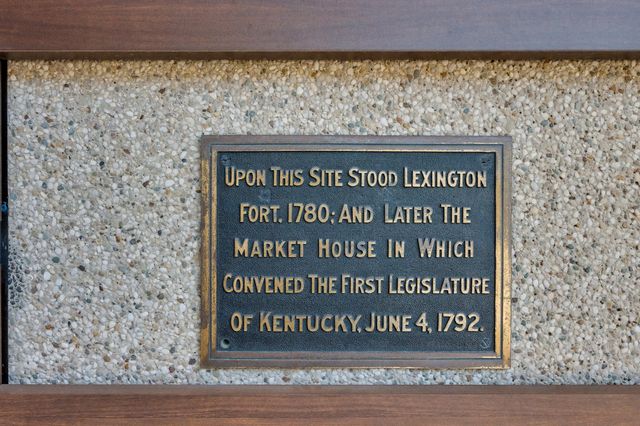 Upon This Site Stood Lexington
Fort, 1780; And Later The
Market House In Which
Convened The First Legislature
Of Kentucky, June 4, 1792.